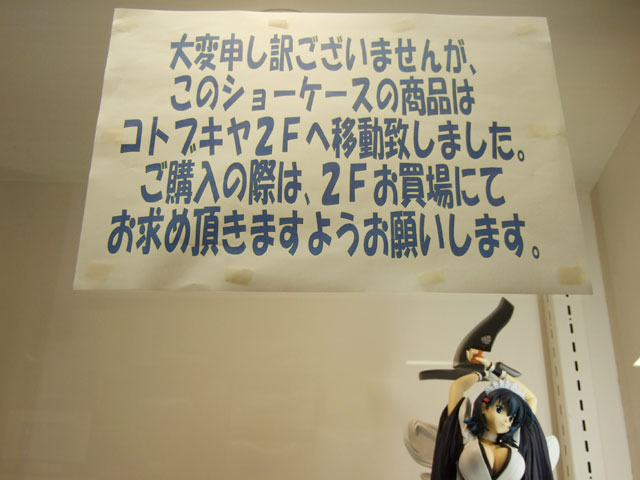 大変申し訳ございませんが、
このショーケースの商品は
コトブキヤ2Fへ移動致しました。
ご購入の際は、2Fお買場にて
お求め頂きますようお願いします。